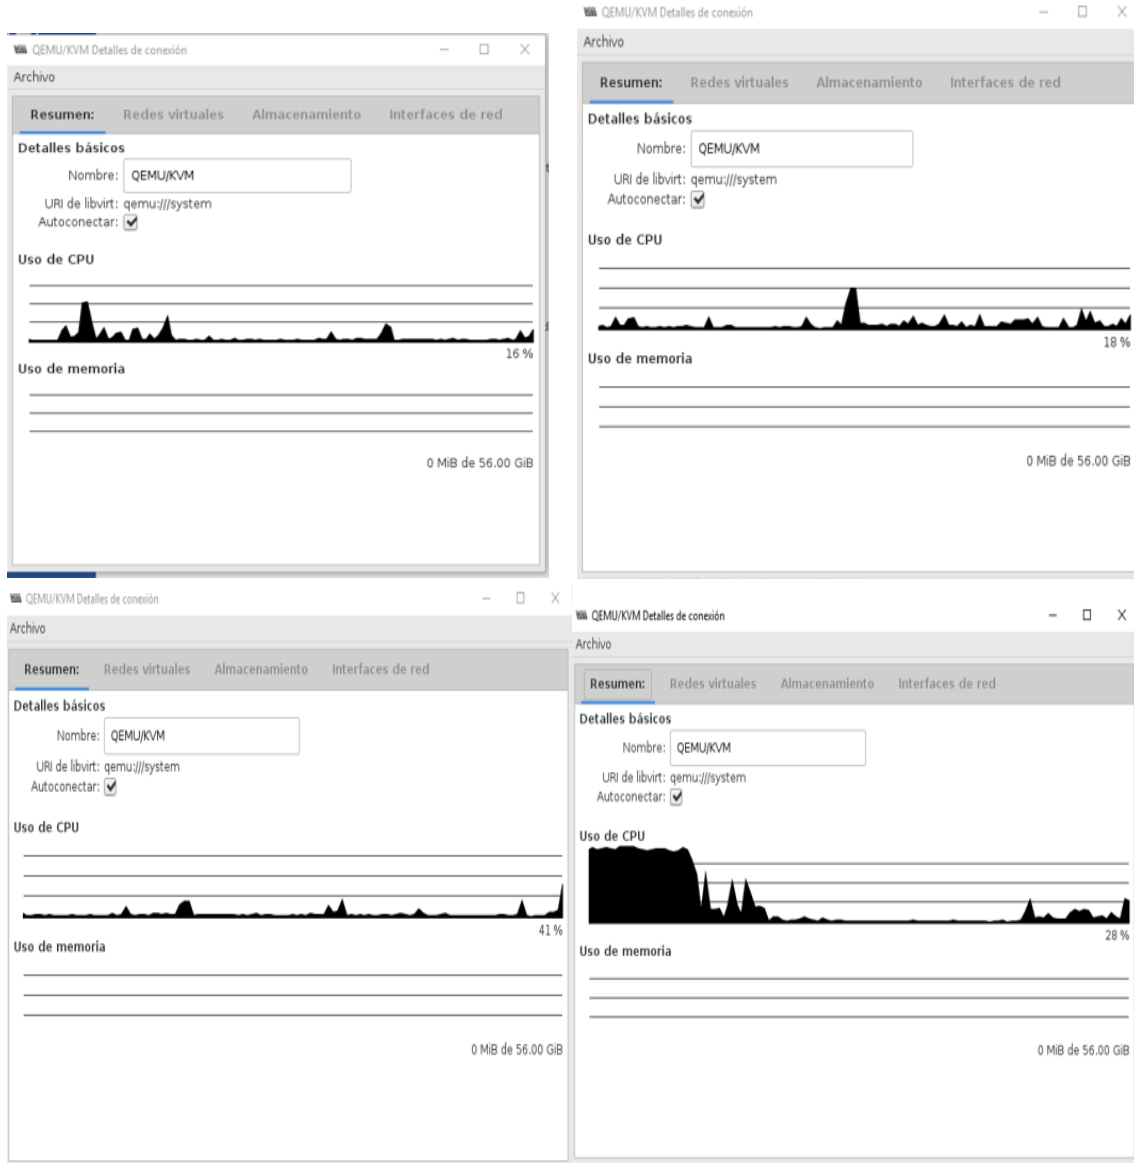 QEMU/KVM Detalles de conexión
Archivo
Resumen:
Redes virtuales
Almacenamiento
Interfaces de red
Detalles básicos
Nombre: QEMU/KVM
URI de libvirt: qemu:///system
Autoconectar:
Uso de CPU
16 %
Uso de memoria
0 MiB de 56.00 GiB
QEMU/KVM Detalles de conexión
Archivo
Resumen:
Redes virtuales
Almacenamiento
Interfaces de red
Detalles básicos
Nombre: QEMU/KVM
URI de libvirt: qemu:///system
Autoconectar:
Uso de CPU
18 %
Uso de memoria
0 MiB de 56.00 GiB
QEMU/KVM Detalles de conexión
Archivo
Resumen:
Redes virtuales
Almacenamiento
Interfaces de red
Detalles básicos
Nombre: QEMU/KVM
URI de libvirt: qemu:///system
Autoconectar:
Uso de CPU
41 %
Uso de memoria
0 MiB de 56.00 GiB
QEMU/KVM Detalles de conexión
Archivo
Resumen:
Redes virtuales
Almacenamiento
Interfaces de red
Detalles básicos
Nombre: QEMU/KVM
URI de libvirt: qemu:///system
Autoconectar:
Uso de CPU
28 %
Uso de memoria
0 MiB de 56.00 GiB